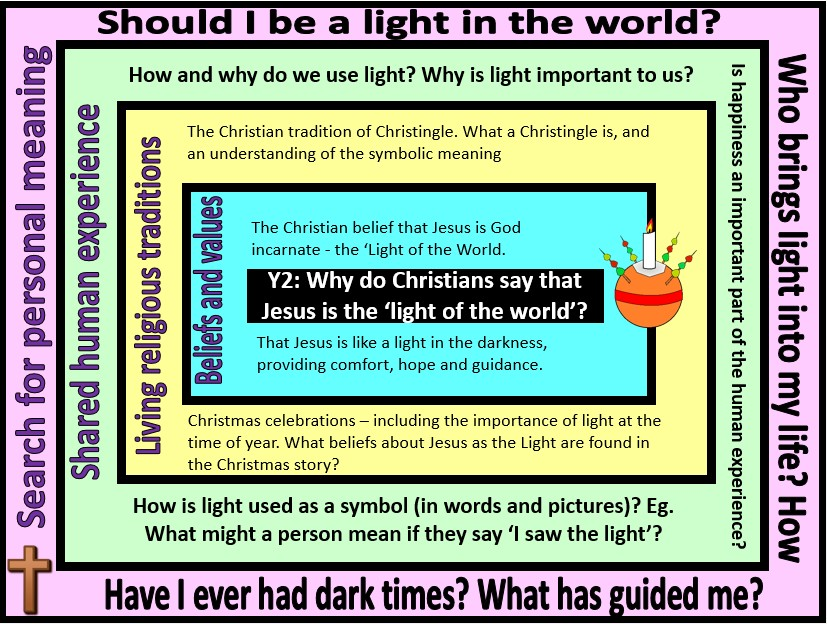 Should I be a light in the world?
Search for personal meaning
Who brings light into my life? How
Have I ever had dark times? What has guided me?
Shared human experience
How and why do we use light? Why is light important to us?
Is happiness an important part of the human experience?
How is light used as a symbol (in words and pictures)? Eg.
What might a person mean if they say ‘I saw the light’?
Living religious traditions
The Christian tradition of Christingle. What a Christingle is, and
an understanding of the symbolic meaning
Beliefs and values
The Christian belief that Jesus is God
incarnate - the ‘Light of the World.
Y2: Why do Christians say that
Jesus is the ‘light of the world’?
That Jesus is like a light in the darkness,
providing comfort, hope and guidance.
Christmas celebrations – including the importance of light at the
time of year. What beliefs about Jesus as the Light are found in
the Christmas story?